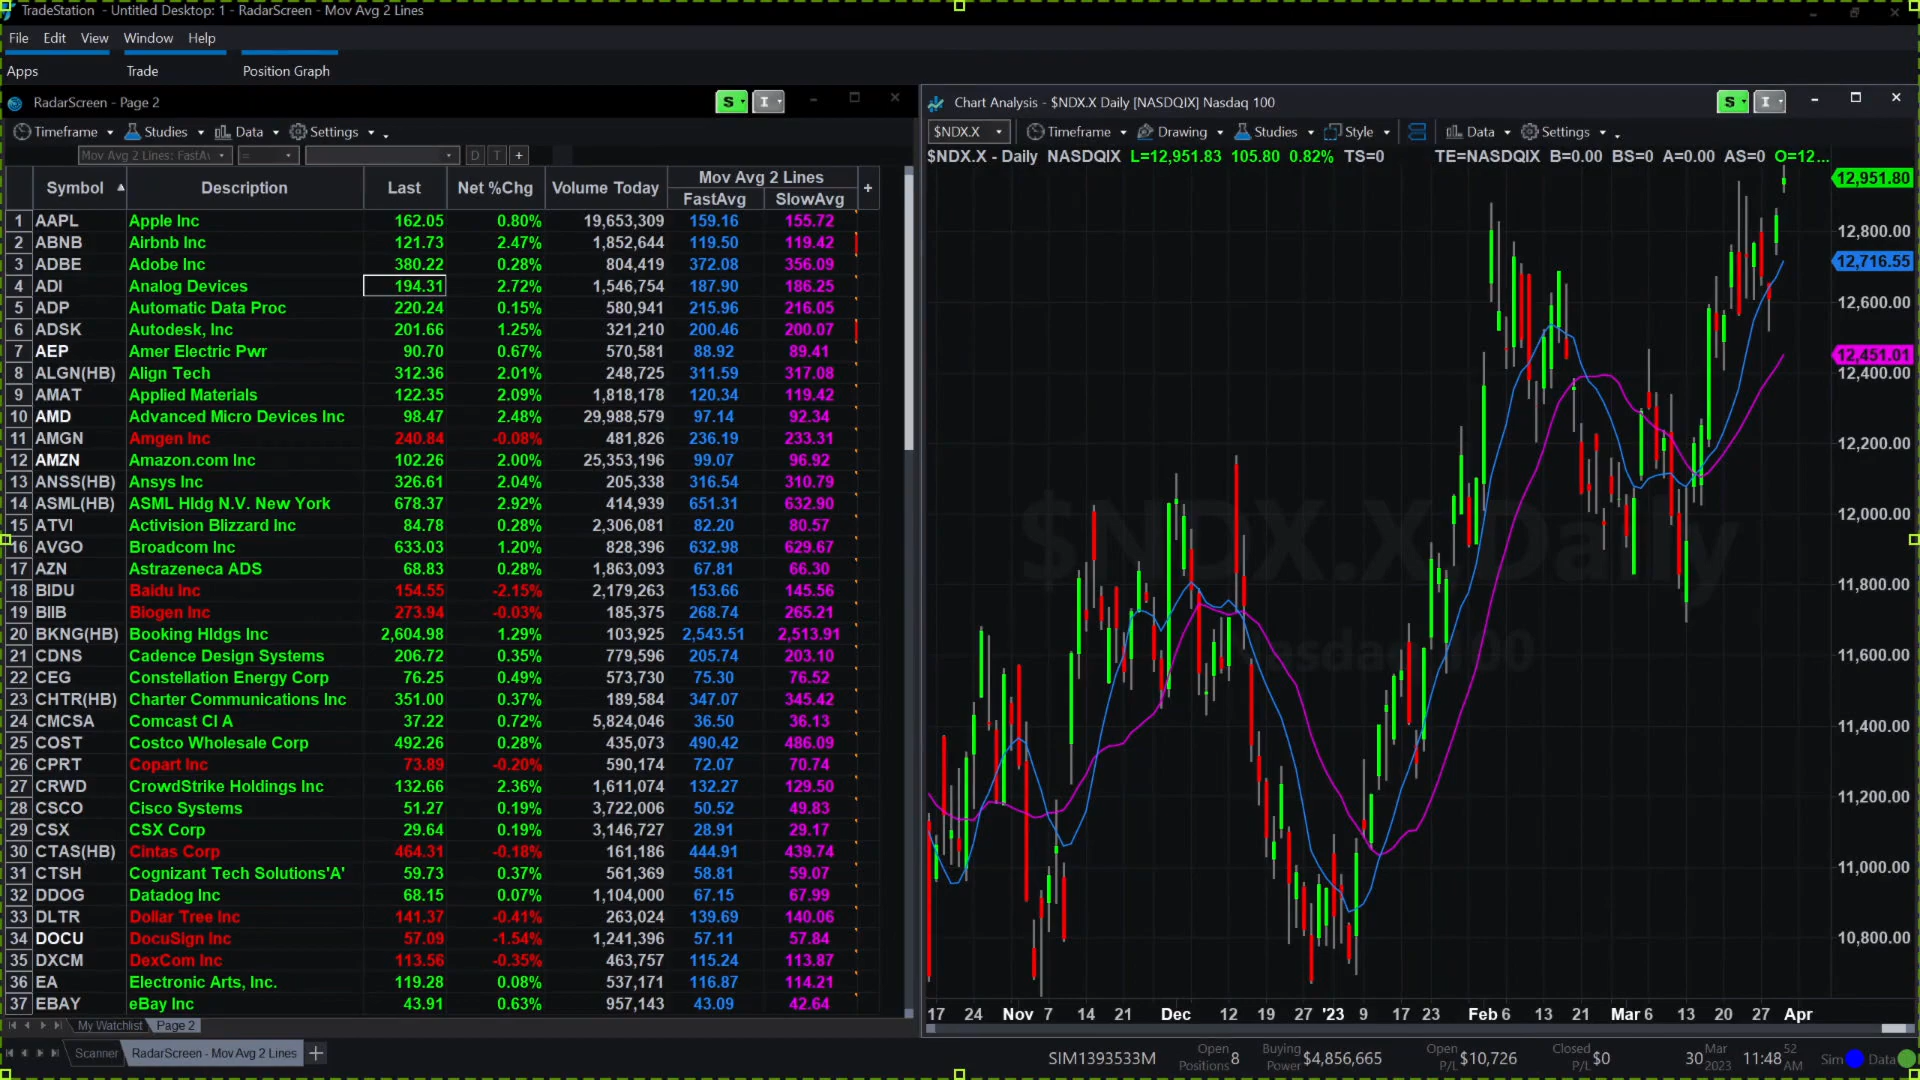 TradeStation - Untitled Desktop: 1 - RadarScreen - Mov Avg 2 Lines
File Edit View Window Help
Apps Trade Position Graph
RadarScreen - Page 2 S I
Timeframe Studies Data Settings
Mov Avg 2 Lines: FastA = D T +
Symbol Description Last Net %Chg Volume Today Mov Avg 2 Lines +
FastAvg SlowAvg
1 AAPL Apple Inc 162.05 0.80% 19,653,309 159.16 155.72
2 ABNB Airbnb Inc 121.73 2.47% 1,852,644 119.50 119.42
3 ADBE Adobe Inc 380.22 0.28% 804,419 372.08 356.09
4 ADI Analog Devices 194.31 2.72% 1,546,754 187.90 186.25
5 ADP Automatic Data Proc 220.24 0.15% 580,941 215.96 216.05
6 ADSK Autodesk, Inc 201.66 1.25% 321,210 200.46 200.07
7 AEP Amer Electric Pwr 90.70 0.67% 570,581 88.92 89.41
8 ALGN(HB) Align Tech 312.36 2.01% 248,725 311.59 317.08
9 AMAT Applied Materials 122.35 2.09% 1,818,178 120.34 119.42
10 AMD Advanced Micro Devices Inc 98.47 2.48% 29,988,579 97.14 92.34
11 AMGN Amgen Inc 240.84 -0.08% 481,826 236.19 233.31
12 AMZN Amazon.com Inc 102.26 2.00% 25,353,196 99.07 96.92
13 ANSS(HB) Ansys Inc 326.61 2.04% 205,338 316.54 310.79
14 ASML(HB) ASML Hldg N.V. New York 678.37 2.92% 414,939 651.31 632.90
15 ATVI Activision Blizzard Inc 84.78 0.28% 2,306,081 82.20 80.57
16 AVGO Broadcom Inc 633.03 1.20% 828,396 632.98 629.67
17 AZN Astrazeneca ADS 68.83 0.28% 1,863,093 67.81 66.30
18 BIDU Baidu Inc 154.55 -2.15% 2,179,263 153.66 145.56
19 BIIB Biogen Inc 273.94 -0.03% 185,375 268.74 265.21
20 BKNG(HB) Booking Hldgs Inc 2,604.98 1.29% 103,925 2,543.51 2,513.91
21 CDNS Cadence Design Systems 206.72 0.35% 779,596 205.74 203.10
22 CEG Constellation Energy Corp 76.25 0.49% 573,730 75.30 76.52
23 CHTR(HB) Charter Communications Inc 351.00 0.37% 189,584 347.07 345.42
24 CMCSA Comcast Cl A 37.22 0.72% 5,824,046 36.50 36.13
25 COST Costco Wholesale Corp 492.26 0.28% 435,073 490.42 486.09
26 CPRT Copart Inc 73.89 -0.20% 590,174 72.07 70.74
27 CRWD CrowdStrike Holdings Inc 132.66 2.36% 1,611,074 132.27 129.50
28 CSCO Cisco Systems 51.27 0.19% 3,722,006 50.52 49.83
29 CSX CSX Corp 29.64 0.19% 3,146,727 28.91 29.17
30 CTAS(HB) Cintas Corp 464.31 -0.18% 161,186 444.91 439.74
31 CTSH Cognizant Tech Solutions'A' 59.73 0.37% 561,369 58.81 59.07
32 DDOG Datadog Inc 68.15 0.07% 1,104,000 67.15 67.99
33 DLTR Dollar Tree Inc 141.37 -0.41% 263,024 139.69 140.06
34 DOCU DocuSign Inc 57.09 -1.54% 1,241,396 57.11 57.84
35 DXCM DexCom Inc 113.56 -0.35% 463,757 115.24 113.87
36 EA Electronic Arts, Inc. 119.28 0.08% 537,171 116.87 114.21
37 EBAY eBay Inc 43.91 0.63% 957,143 43.09 42.64
My Watchlist Page 2
Scanner RadarScreen - Mov Avg 2 Lines +
Chart Analysis - $NDX.X Daily [NASDQIX] Nasdaq 100 S I
$NDX.X Timeframe Drawing Studies Style Data Settings
$NDX.X - Daily NASDQIX L=12,951.83 105.80 0.82% TS=0 TE=NASDQIX B=0.00 BS=0 A=0.00 AS=0 O=12...
12,951.80
12,800.00
12,716.55
12,600.00
12,451.01
12,400.00
12,200.00
12,000.00
$NDX.X Daily
11,800.00
Nasdaq 100
11,600.00
11,400.00
11,200.00
11,000.00
10,800.00
17 24 Nov 7 14 21 Dec 12 19 27 '23 9 17 23 Feb 6 13 21 Mar 6 13 20 27 Apr
SIM1393533M Open Positions 8 Buying Power $4,856,665 Open P/L $10,726 Closed P/L $0 30 Mar 2023 11:48 52 AM Sim Data